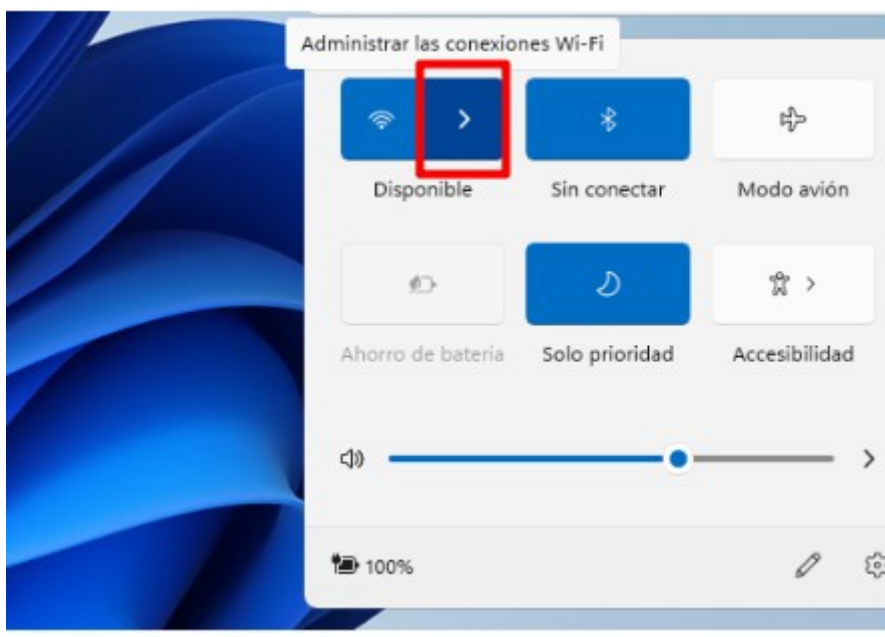 Administrar las conexiones Wi-Fi
Disponible
Sin conectar
Modo avión
Ahorro de batería
Solo prioridad
Accesibilidad
100%